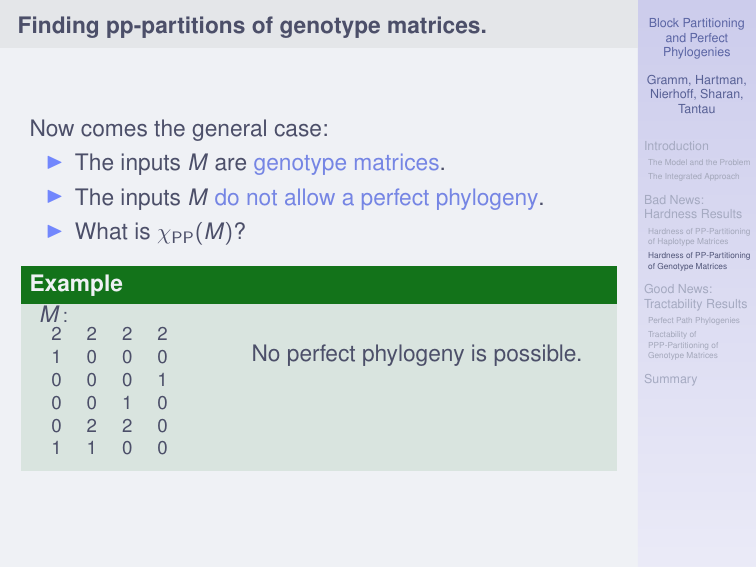 Finding pp-partitions of genotype matrices.
Now comes the general case:
▶ The inputs M are genotype matrices.
▶ The inputs M do not allow a perfect phylogeny.
▶ What is χPP(M)?
Example
M:
2 2 2 2
1 0 0 0
0 0 0 1
0 0 1 0
0 2 2 0
1 1 0 0
No perfect phylogeny is possible.
Block Partitioning
and Perfect
Phylogenies
Gramm, Hartman,
Nierhoff, Sharan,
Tantau
Introduction
The Model and the Problem
The Integrated Approach
Bad News:
Hardness Results
Hardness of PP-Partitioning
of Haplotype Matrices
Hardness of PP-Partitioning
of Genotype Matrices
Good News:
Tractability Results
Perfect Path Phylogenies
Tractability of
PPP-Partitioning of
Genotype Matrices
Summary